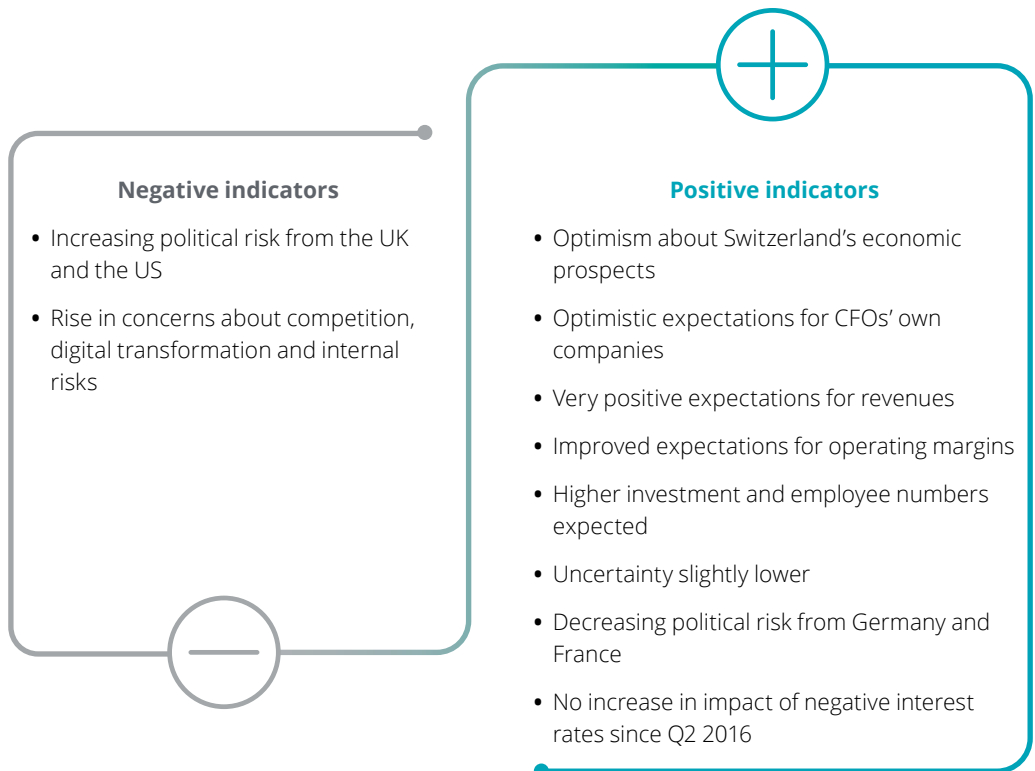 Negative indicators
• Increasing political risk from the UK
and the US
• Rise in concerns about competition,
digital transformation and internal
risks
Positive indicators
• Optimism about Switzerland’s economic
prospects
• Optimistic expectations for CFOs’ own
companies
• Very positive expectations for revenues
• Improved expectations for operating margins
• Higher investment and employee numbers
expected
• Uncertainty slightly lower
• Decreasing political risk from Germany and
France
• No increase in impact of negative interest
rates since Q2 2016